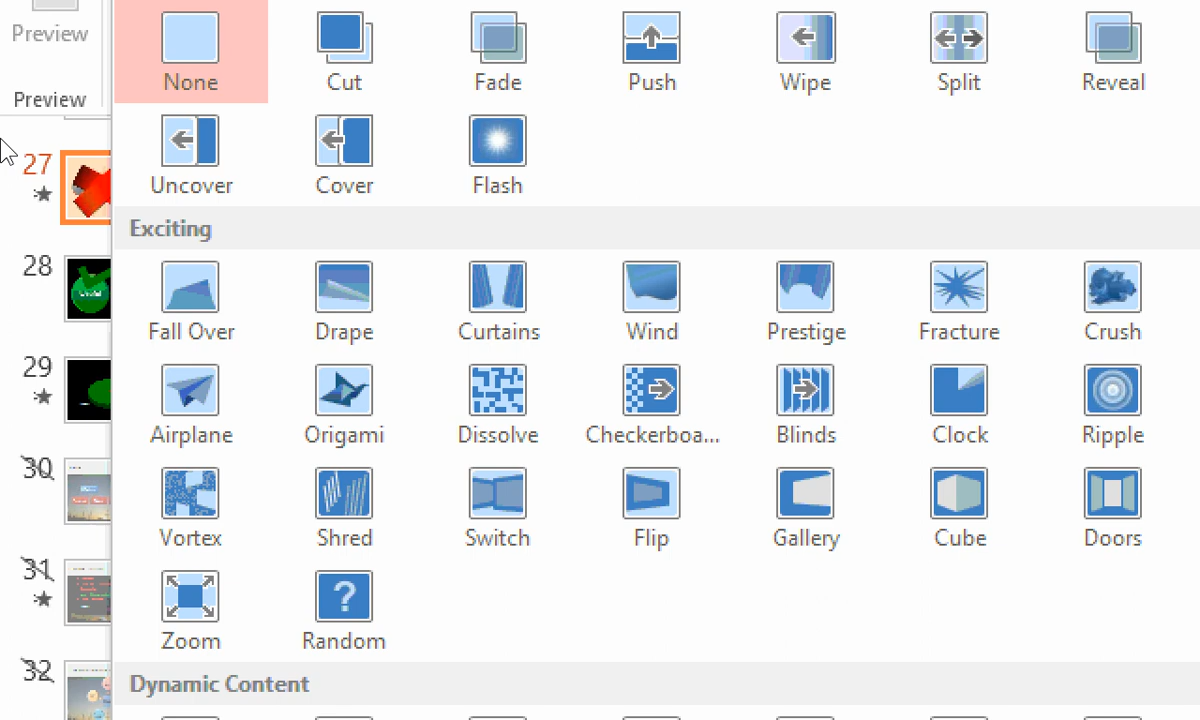 Preview
Preview
None Cut Fade Push Wipe Split Reveal
Uncover Cover Flash
Exciting
Fall Over Drape Curtains Wind Prestige Fracture Crush
Airplane Origami Dissolve Checkerboa... Blinds Clock Ripple
Vortex Shred Switch Flip Gallery Cube Doors
Zoom ? Random
Dynamic Content
27
28
29
30
31
32